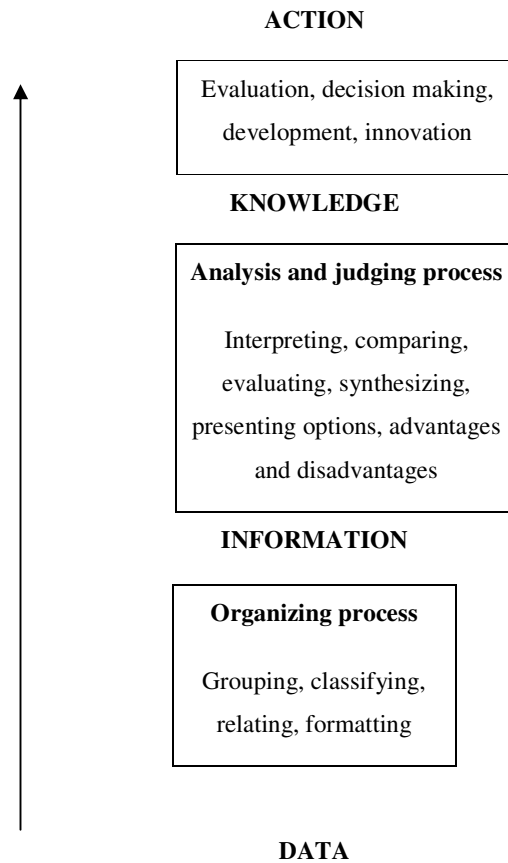 ACTION
Evaluation, decision making,
development, innovation
KNOWLEDGE
Analysis and judging process
Interpreting, comparing,
evaluating, synthesizing,
presenting options, advantages
and disadvantages
INFORMATION
Organizing process
Grouping, classifying,
relating, formatting
DATA